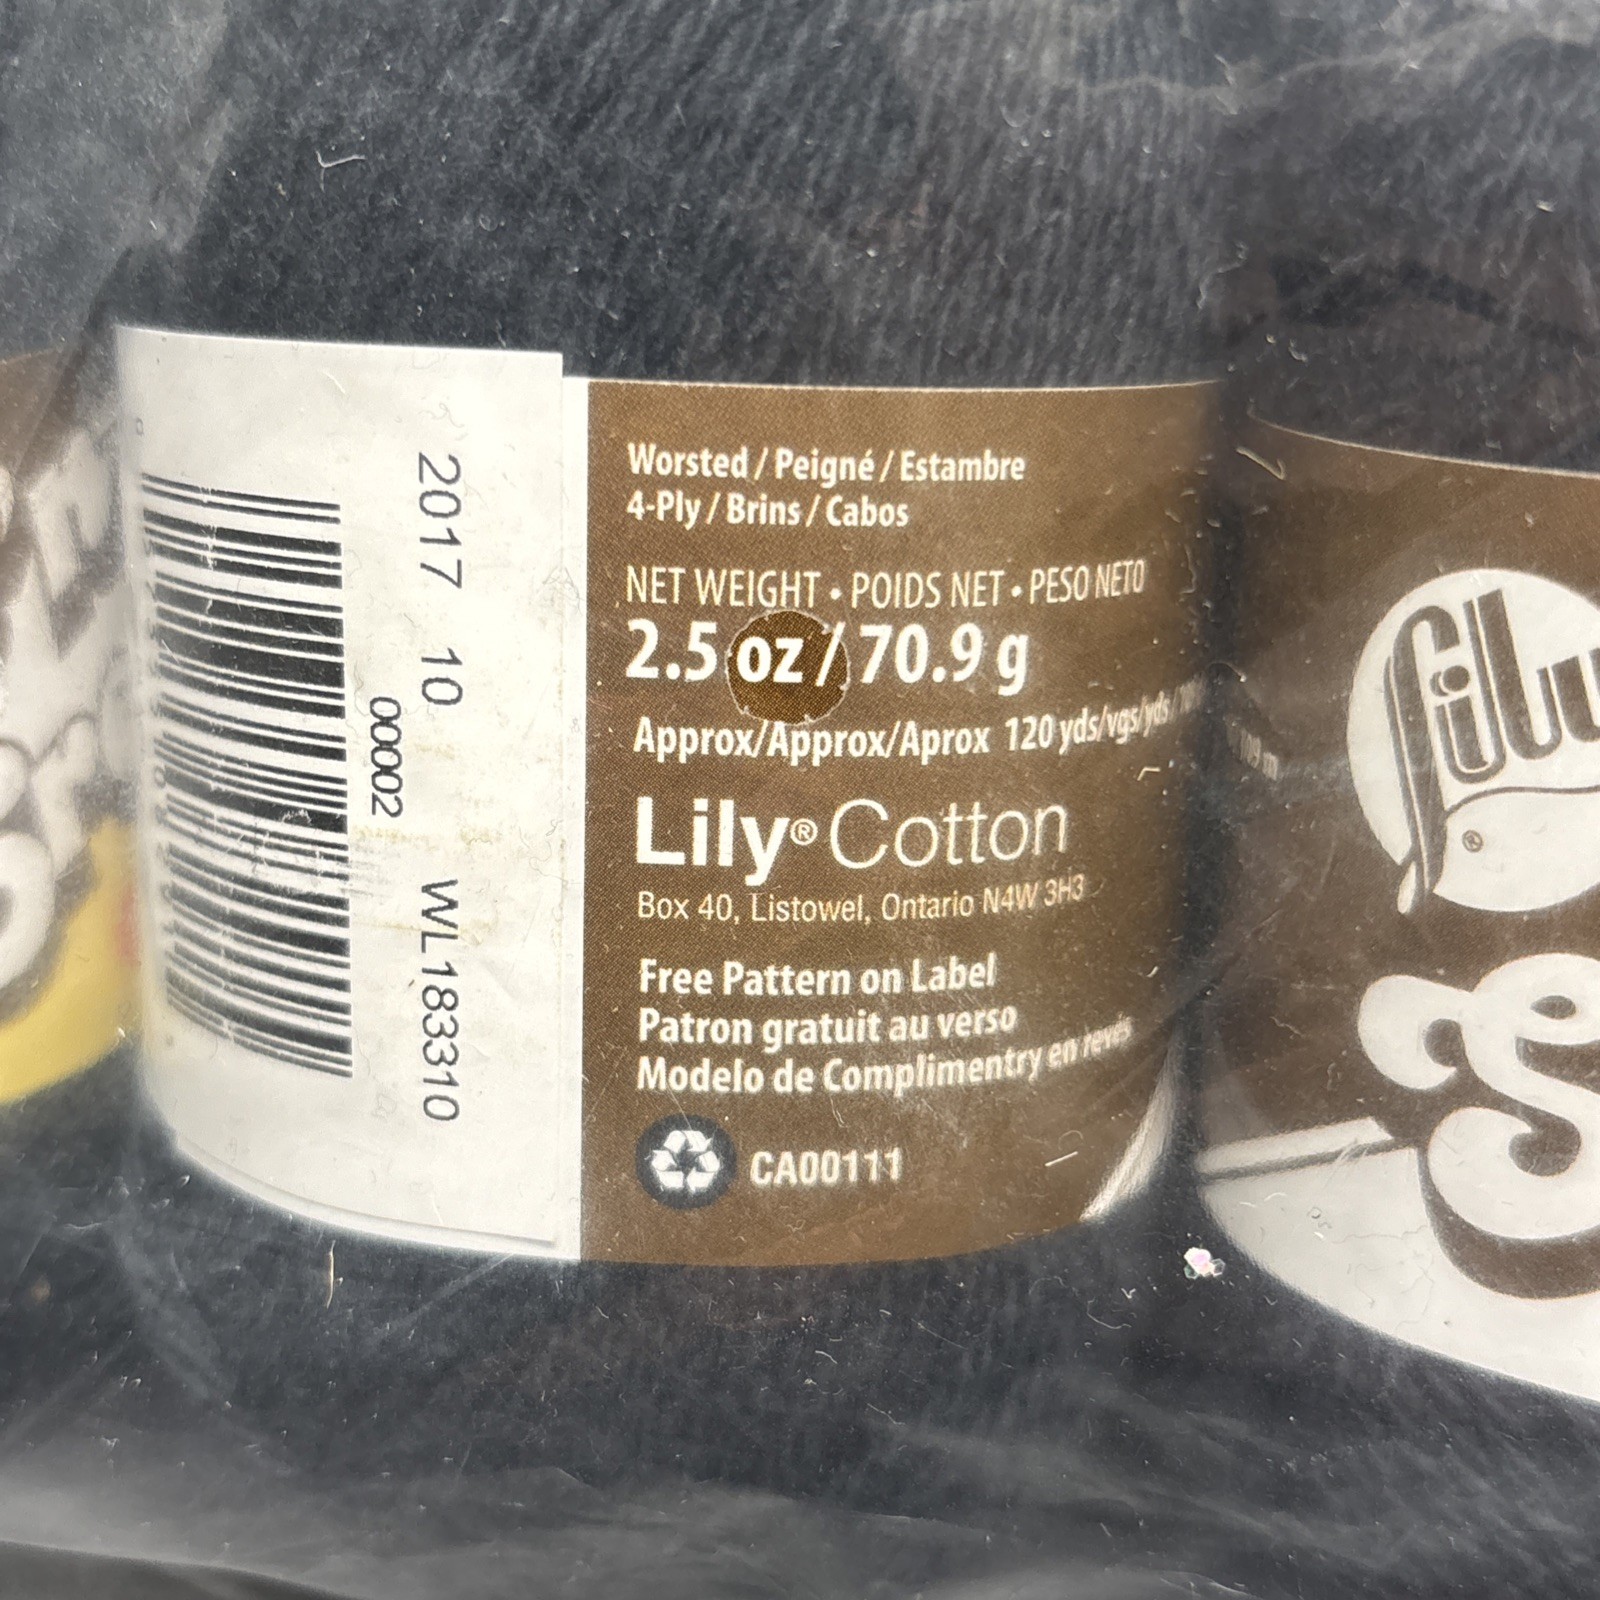 2017 10 WL183310
00002
Worsted / Peigné / Estambre
4-Ply / Brins / Cabos
NET WEIGHT • POIDS NET • PESO NETO
2.5 oz / 70.9 g
Approx/Approx/Aprox 120 yds/vgs/yds/
Lily® Cotton
Box 40, Listowel, Ontario N4W 3H3
Free Pattern on Label
Patron gratuit au verso
Modelo de Complimentry en revés
CA00111
Lily
®